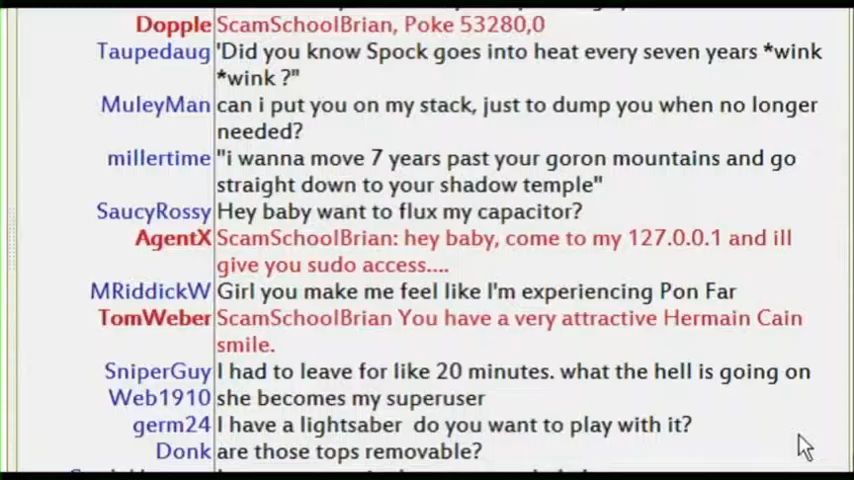 Dopple ScamSchoolBrian, Poke 53280,0
Taupedaug 'Did you know Spock goes into heat every seven years *wink
*wink ?"
MuleyMan can i put you on my stack, just to dump you when no longer
needed?
millertime "i wanna move 7 years past your goron mountains and go
straight down to your shadow temple"
SaucyRossy Hey baby want to flux my capacitor?
AgentX ScamSchoolBrian: hey baby, come to my 127.0.0.1 and ill
give you sudo access....
MRiddickW Girl you make me feel like I'm experiencing Pon Far
TomWeber ScamSchoolBrian You have a very attractive Hermain Cain
smile.
SniperGuy I had to leave for like 20 minutes. what the hell is going on
Web1910 she becomes my superuser
germ24 I have a lightsaber  do you want to play with it?
Donk are those tops removable?